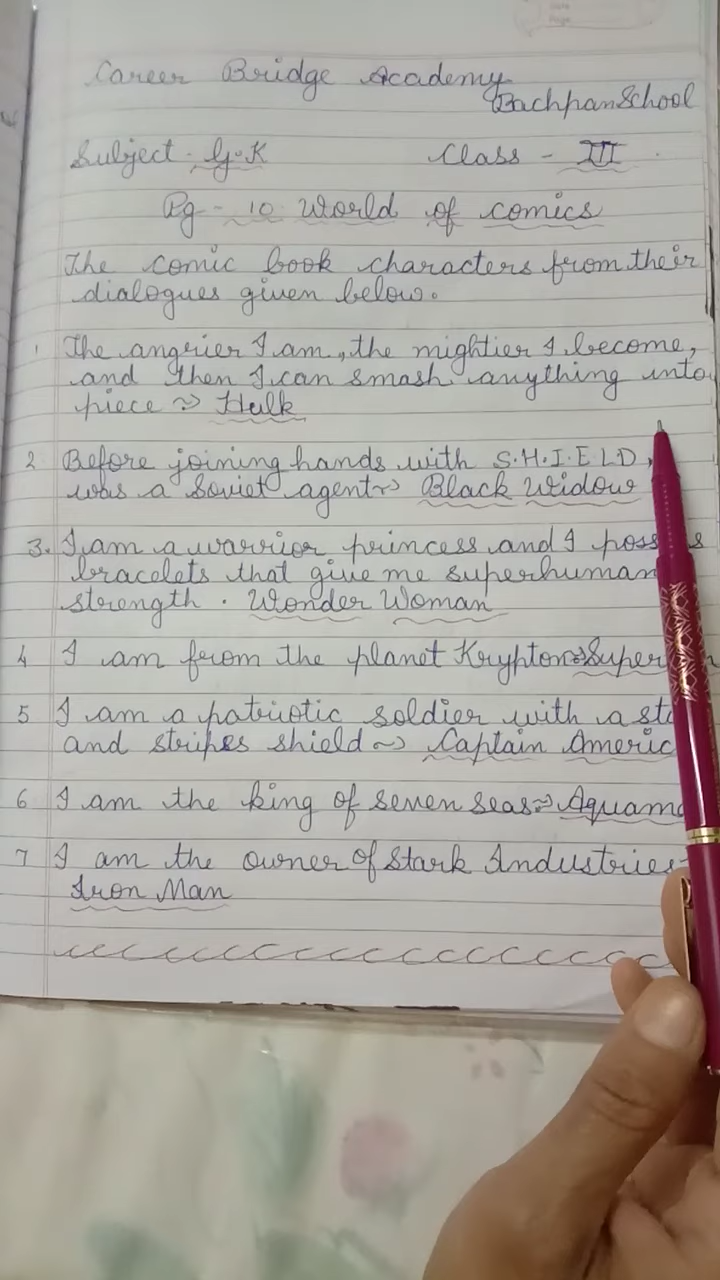 Career Bridge Academy
Bachpan School
Subject - G.K Class - III
Pg - 10 World of comics
The comic book characters from their
dialogues given below.
1 The angrier I am, the mightier I become,
and then I can smash anything into
piece ~> Hulk
2 Before joining hands with S.H.I.E.L.D,
was a Soviet agent ~> Black Widow
3. I am a warrior princess and I
bracelets that give me superhuman
strength. Wonder Woman
4 I am from the planet Krypton ~>
5 I am a patriotic soldier with a
and stripes shield ~> Captain Americ
6 I am the king of seven seas ~> Aquama
7 I am the owner of Stark Industries
Iron Man